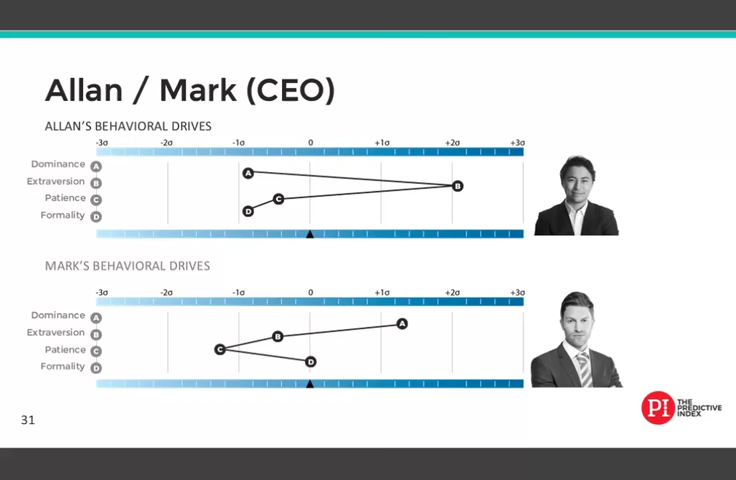 Allan / Mark (CEO)
ALLAN'S BEHAVIORAL DRIVES
-3σ -2σ -1σ 0 +1σ +2σ +3σ
Dominance A
Extraversion B
Patience C
Formality D
A
B
C
D
MARK'S BEHAVIORAL DRIVES
-3σ -2σ -1σ 0 +1σ +2σ +3σ
Dominance A
Extraversion B
Patience C
Formality D
A
B
C
D
PI THE
PREDICTIVE
INDEX
31